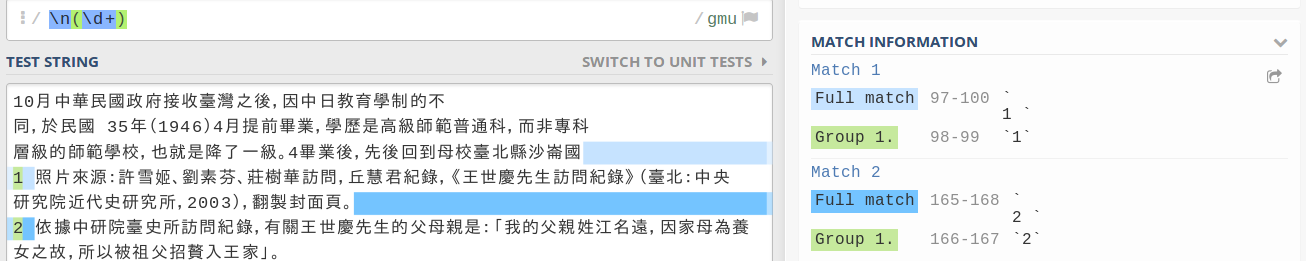 / \n(\d+) / gmu
TEST STRING SWITCH TO UNIT TESTS
10月中華民國政府接收臺灣之後,因中日教育學制的不
同,於民國 35年(1946)4月提前畢業,學歷是高級師範普通科,而非專科
層級的師範學校,也就是降了一級。4畢業後,先後回到母校臺北縣沙崙國
1 照片來源:許雪姬、劉素芬、莊樹華訪問,丘慧君紀錄,《王世慶先生訪問紀錄》(臺北:中央
研究院近代史研究所,2003),翻製封面頁。
2 依據中研院臺史所訪問紀錄,有關王世慶先生的父母親是:「我的父親姓江名遠,因家母為養
女之故,所以被祖父招贅入王家」。
MATCH INFORMATION
Match 1
Full match 97-100 `
1 `
Group 1. 98-99 `1`
Match 2
Full match 165-168 `
2 `
Group 1. 166-167 `2`